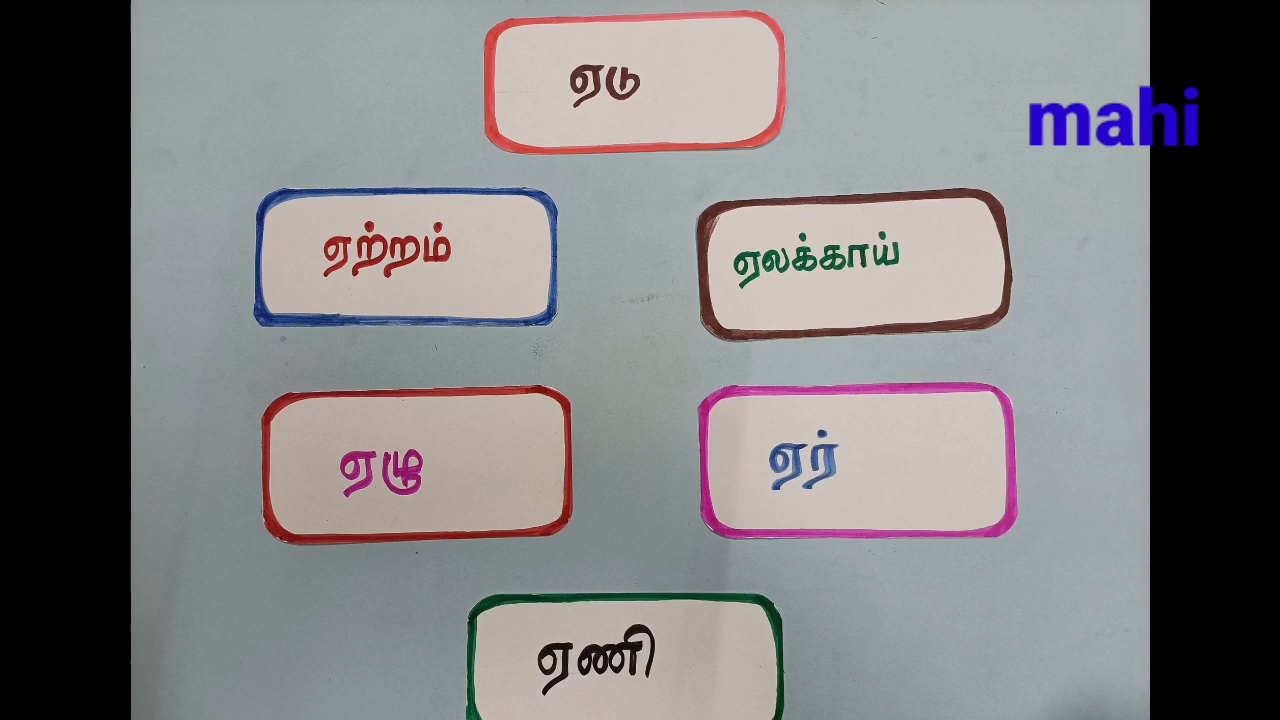 ஏடு
mahi
ஏற்றம்
ஏலக்காய்
ஏழு
ஏர்
ஏணி